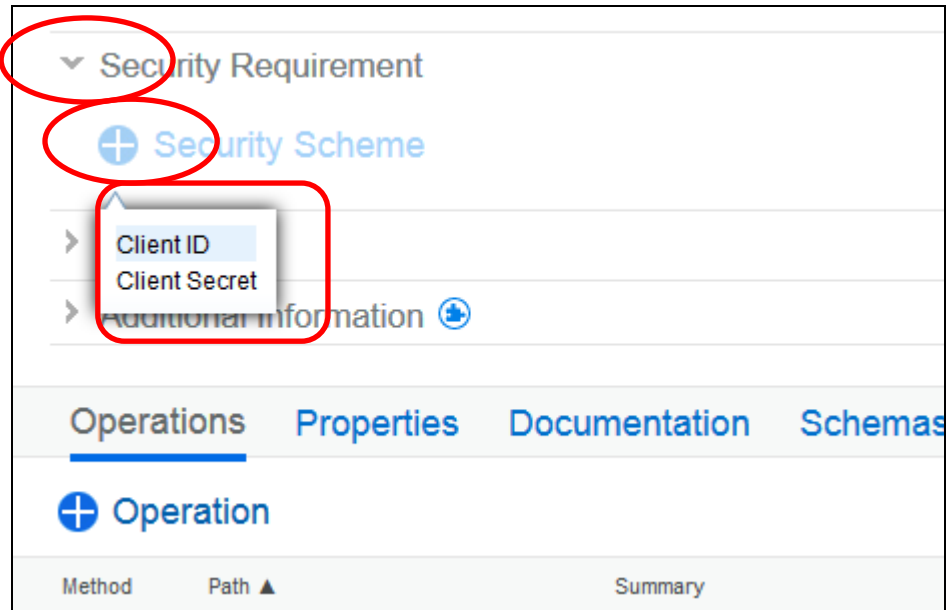 Security Requirement
Security Scheme
Client ID
Client Secret
Additional Information
Operations Properties Documentation Schemas
Operation
Method Path ▲ Summary